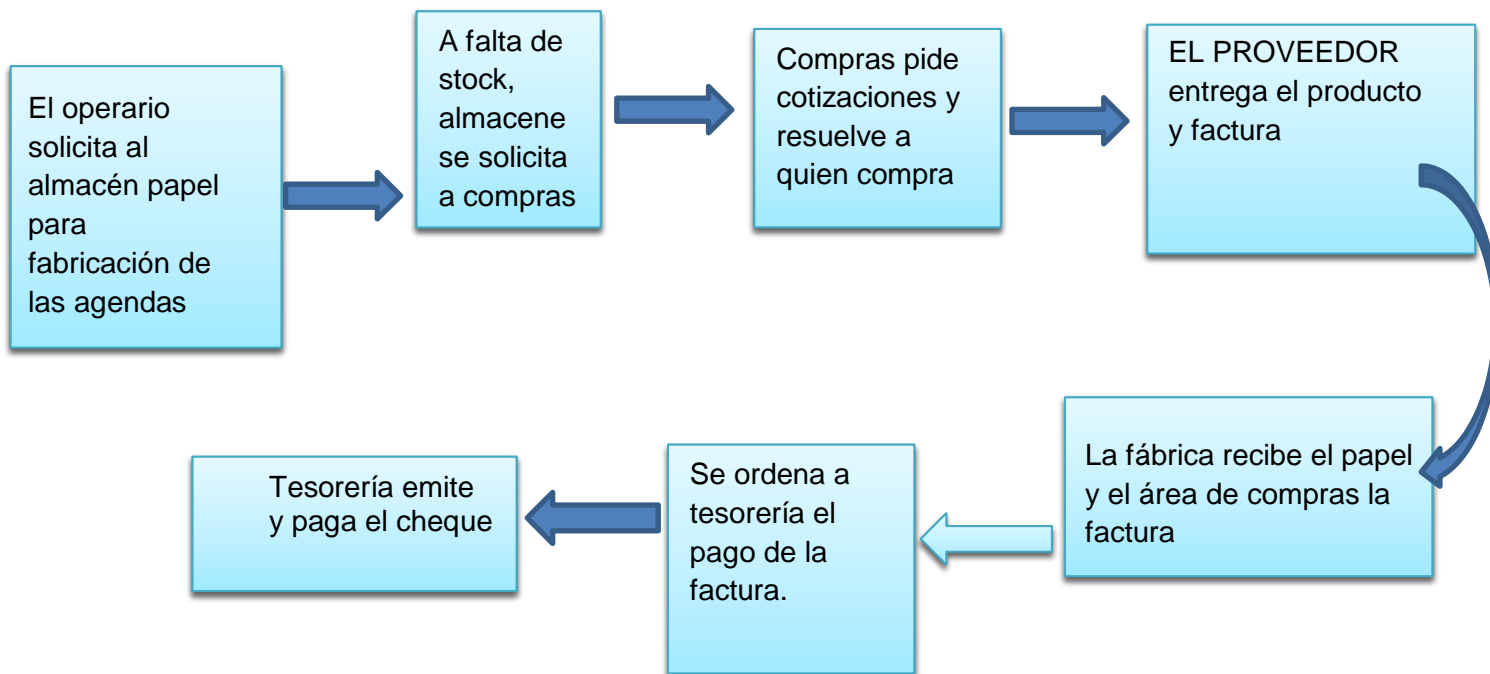 El operario
solicita al
almacén papel
para
fabricación de
las agendas
A falta de
stock,
almacene
se solicita
a compras
Compras pide
cotizaciones y
resuelve a
quien compra
EL PROVEEDOR
entrega el producto
y factura
La fábrica recibe el papel
y el área de compras la
factura
Se ordena a
tesorería el
pago de la
factura.
Tesorería emite
y paga el cheque